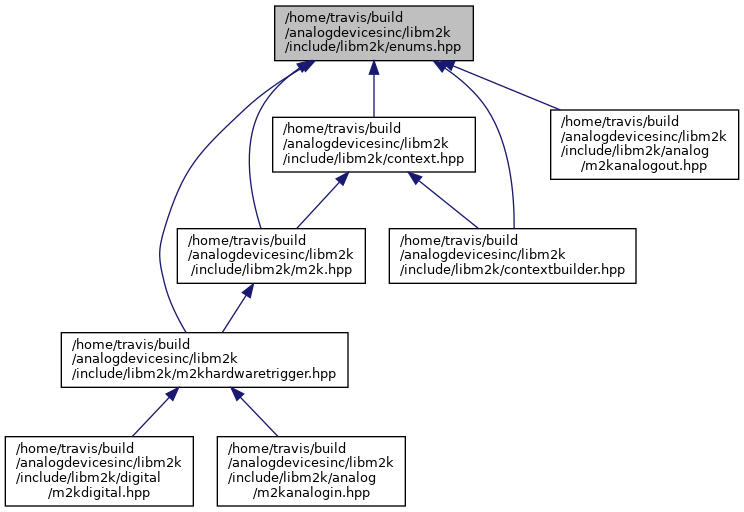 /home/travis/build
/analogdevicesinc/libm2k
/include/libm2k/enums.hpp
/home/travis/build
/analogdevicesinc/libm2k
/include/libm2k/context.hpp
/home/travis/build
/analogdevicesinc/libm2k
/include/libm2k/analog
/m2kanalogout.hpp
/home/travis/build
/analogdevicesinc/libm2k
/include/libm2k/m2k.hpp
/home/travis/build
/analogdevicesinc/libm2k
/include/libm2k/contextbuilder.hpp
/home/travis/build
/analogdevicesinc/libm2k
/include/libm2k/m2khardwaretrigger.hpp
/home/travis/build
/analogdevicesinc/libm2k
/include/libm2k/digital
/m2kdigital.hpp
/home/travis/build
/analogdevicesinc/libm2k
/include/libm2k/analog
/m2kanalogin.hpp